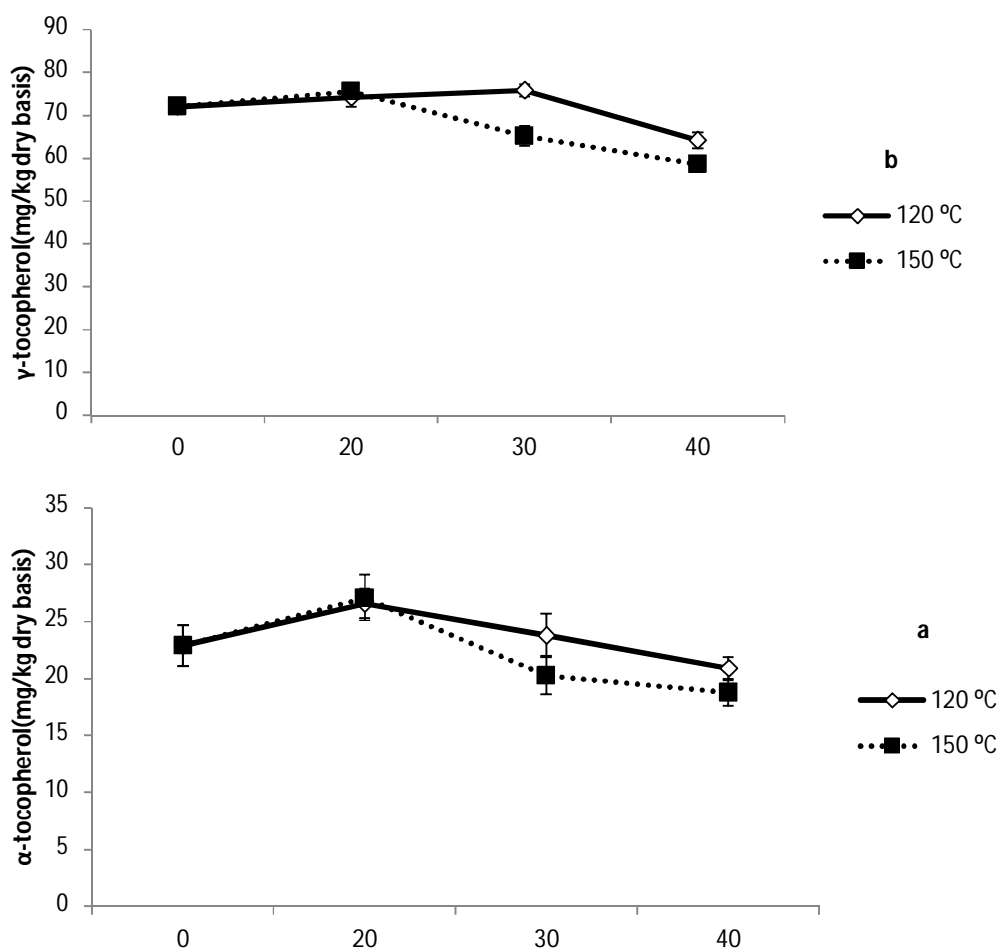 γ-tocopherol(mg/kg dry basis)
90
80
70
60
50
40
30
20
10
0
0 20 30 40
b
120 ºC
150 ºC
α-tocopherol(mg/kg dry basis)
35
30
25
20
15
10
5
0
0 20 30 40
a
120 ºC
150 ºC